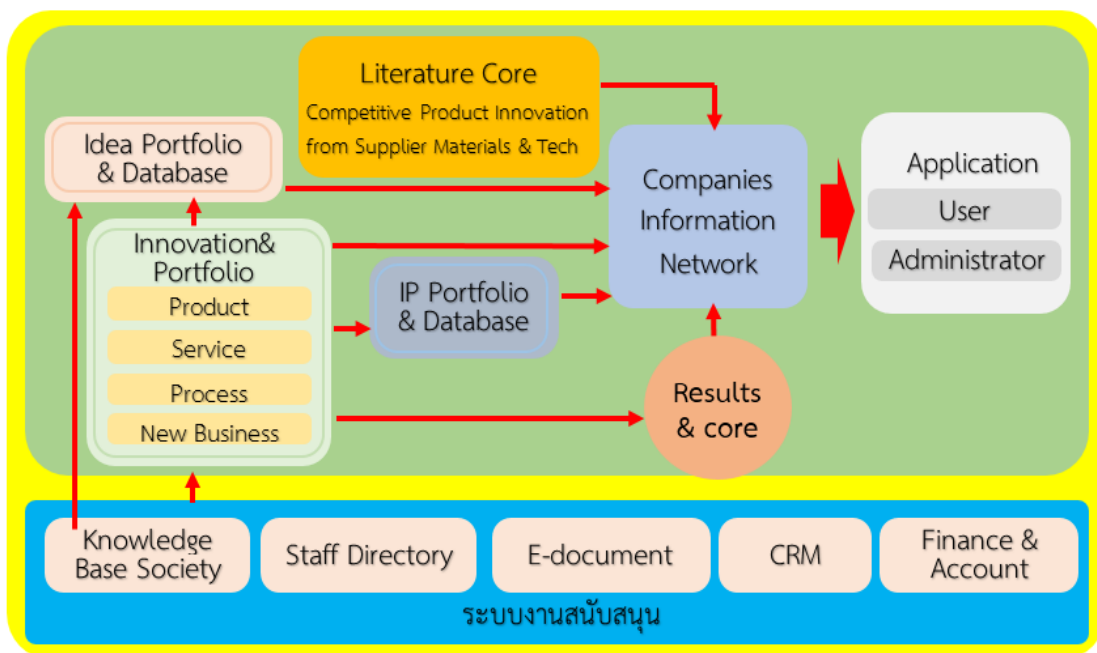 Literature Core
Competitive Product Innovation
from Supplier Materials & Tech
Idea Portfolio
& Database
Innovation&
Portfolio
Product
Service
Process
New Business
IP Portfolio
& Database
Companies
Information
Network
Results
& core
Application
User
Administrator
Knowledge
Base Society
Staff Directory
E-document
CRM
Finance &
Account
ระบบงานสนับสนุน